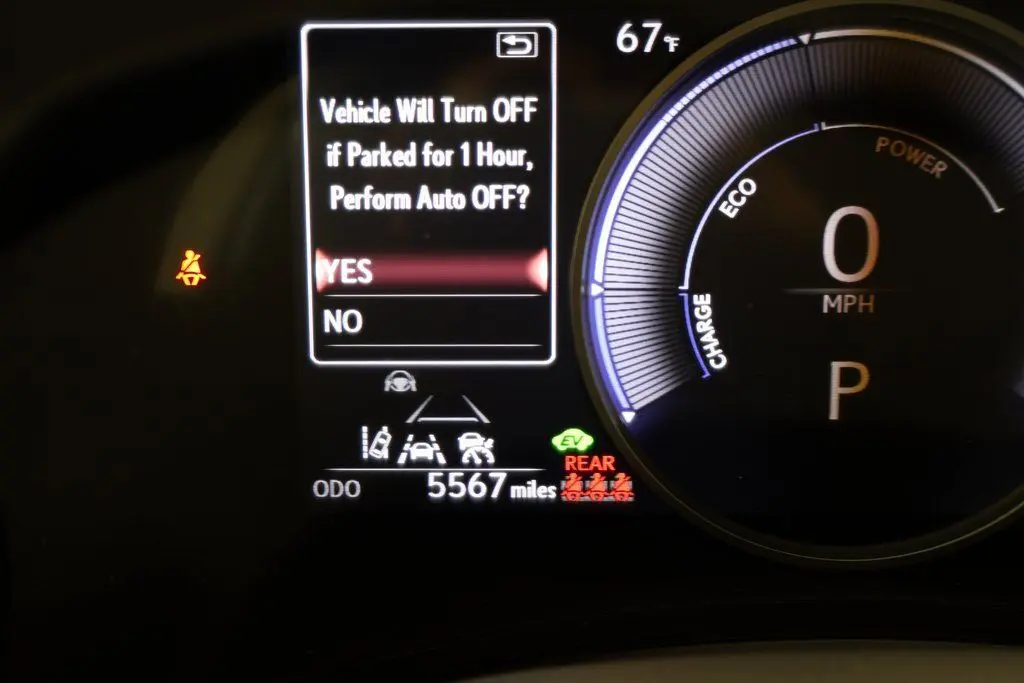 67°F
Vehicle Will Turn OFF
if Parked for 1 Hour,
Perform Auto OFF?
YES
NO
POWER
ECO
CHARGE
0
MPH
P
EV
REAR
ODO 5567 miles